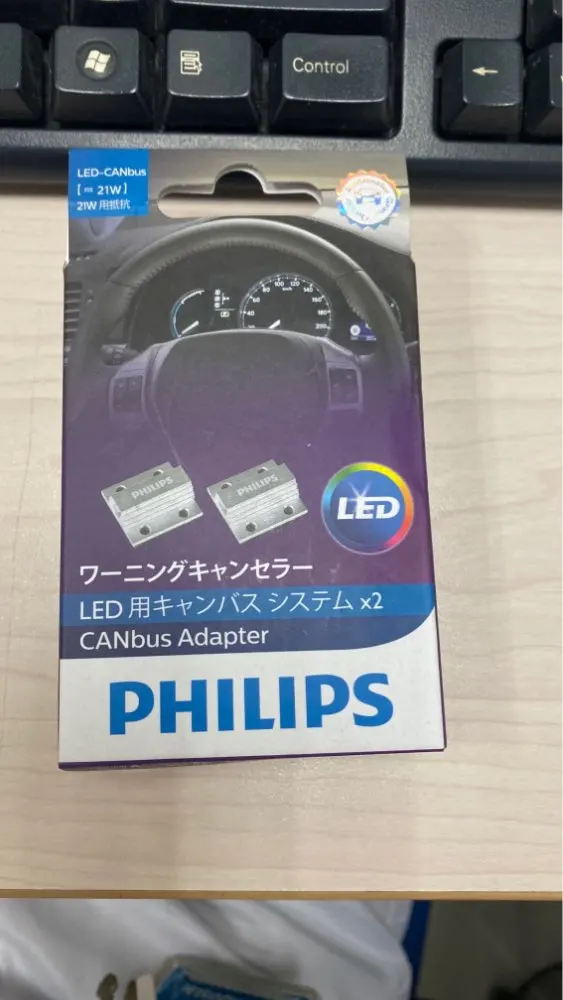 Control
LED-CANbus
[ = 21W ]
21W 用抵抗
PHILIPS
PHILIPS
LED
ワーニングキャンセラー
LED 用キャンバス システム x2
CANbus Adapter
PHILIPS